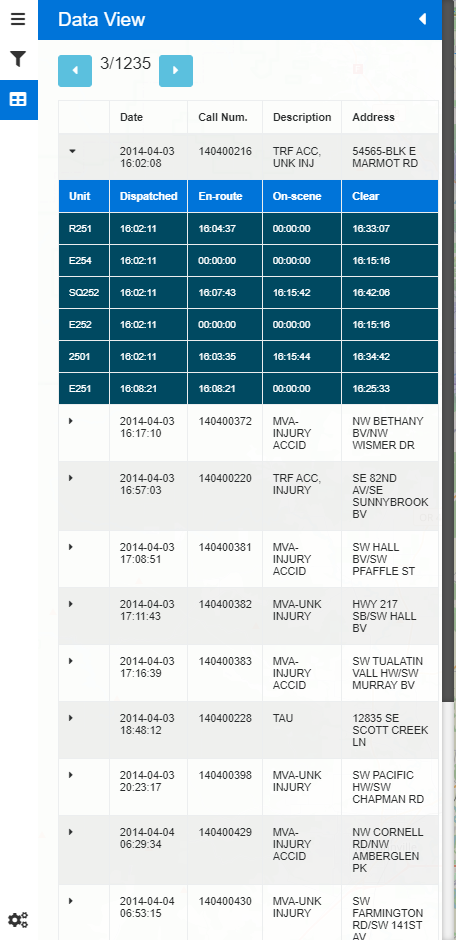 Data View
3/1235
Date Call Num. Description Address
2014-04-03 140400216 TRF ACC, 54565-BLK E
16:02:08 UNK INJ MARMOT RD
Unit Dispatched En-route On-scene Clear
R251 16:02:11 16:04:37 00:00:00 16:33:07
E254 16:02:11 00:00:00 00:00:00 16:15:16
SQ252 16:02:11 16:07:43 16:15:42 16:42:06
E252 16:02:11 00:00:00 00:00:00 16:15:16
2501 16:02:11 16:03:35 16:15:44 16:34:42
E251 16:08:21 16:08:21 00:00:00 16:25:33
2014-04-03 140400372 MVA- NW BETHANY
16:17:10 INJURY BV/NW
ACCID WISMER DR
2014-04-03 140400220 TRF ACC, SE 82ND
16:57:03 INJURY AV/SE
SUNNYBROOK
BV
2014-04-03 140400381 MVA- SW HALL
17:08:51 INJURY BV/SW
ACCID PFAFFLE ST
2014-04-03 140400382 MVA-UNK HWY 217
17:11:43 INJURY SB/SW HALL
BV
2014-04-03 140400383 MVA- SW TUALATIN
17:16:39 INJURY VALL HW/SW
ACCID MURRAY BV
2014-04-03 140400228 TAU 12835 SE
18:48:12 SCOTT CREEK
LN
2014-04-03 140400398 MVA-UNK SW PACIFIC
20:23:17 INJURY HW/SW
CHAPMAN RD
2014-04-04 140400429 MVA- NW CORNELL
06:29:34 INJURY RD/NW
ACCID AMBERGLEN
PK
2014-04-04 140400430 MVA-UNK SW
06:53:15 INJURY FARMINGTON
RD/SW 141ST
AV